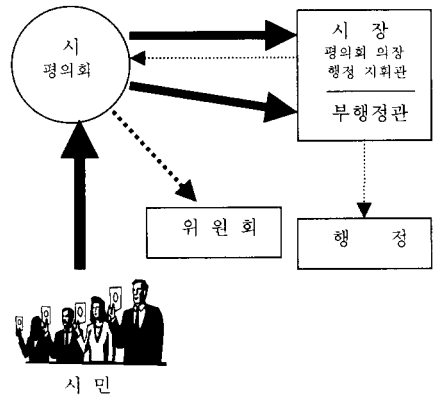 시
평의회
시 장
평의회 의장
행정 지휘관
부행정관
위 원 회
행 정
시 민